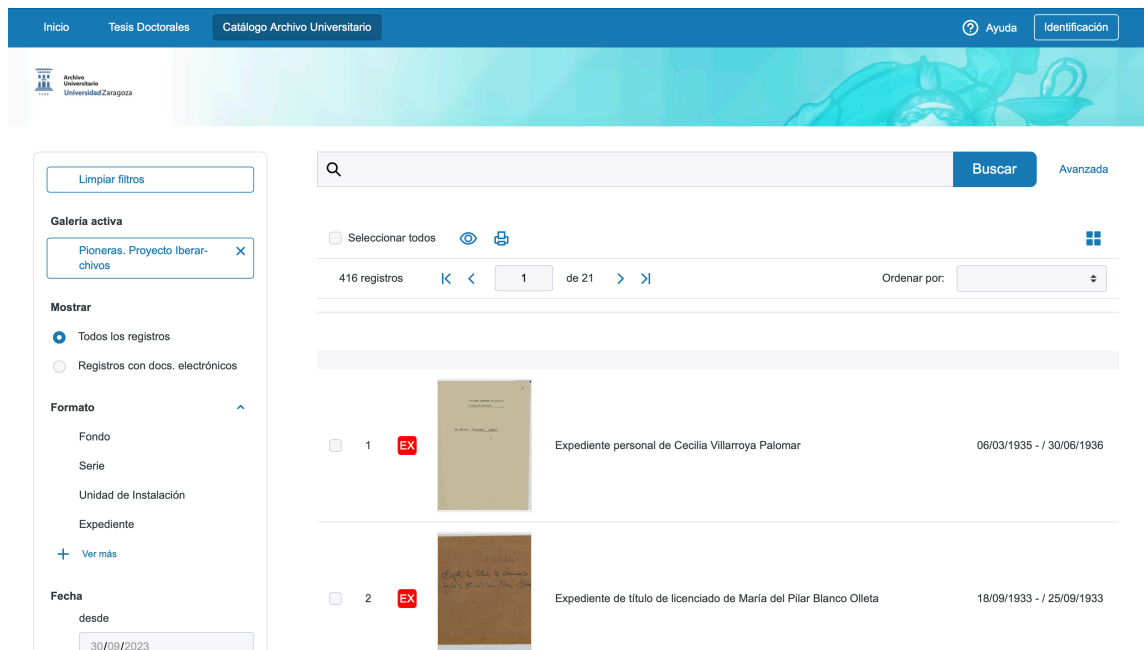 Inicio
Tesis Doctorales
Catálogo Archivo Universitario
Ayuda
Identificación
Archivo
Universitario
Universidad Zaragoza
1542
Limpiar filtros
Galería activa
Pioneras. Proyecto Iberar-
chivos
Mostrar
Todos los registros
Registros con docs. electrónicos
Formato
Fondo
Serie
Unidad de Instalación
Expediente
Ver más
Fecha
desde
30/09/2023
Buscar
Avanzada
Seleccionar todos
416 registros
1
de 21
Ordenar por:
1
EX
Expediente personal de Cecilia Villarroya Palomar
06/03/1935 - / 30/06/1936
2
EX
Expediente de título de licenciado de María del Pilar Blanco Olleta
18/09/1933 - / 25/09/1933